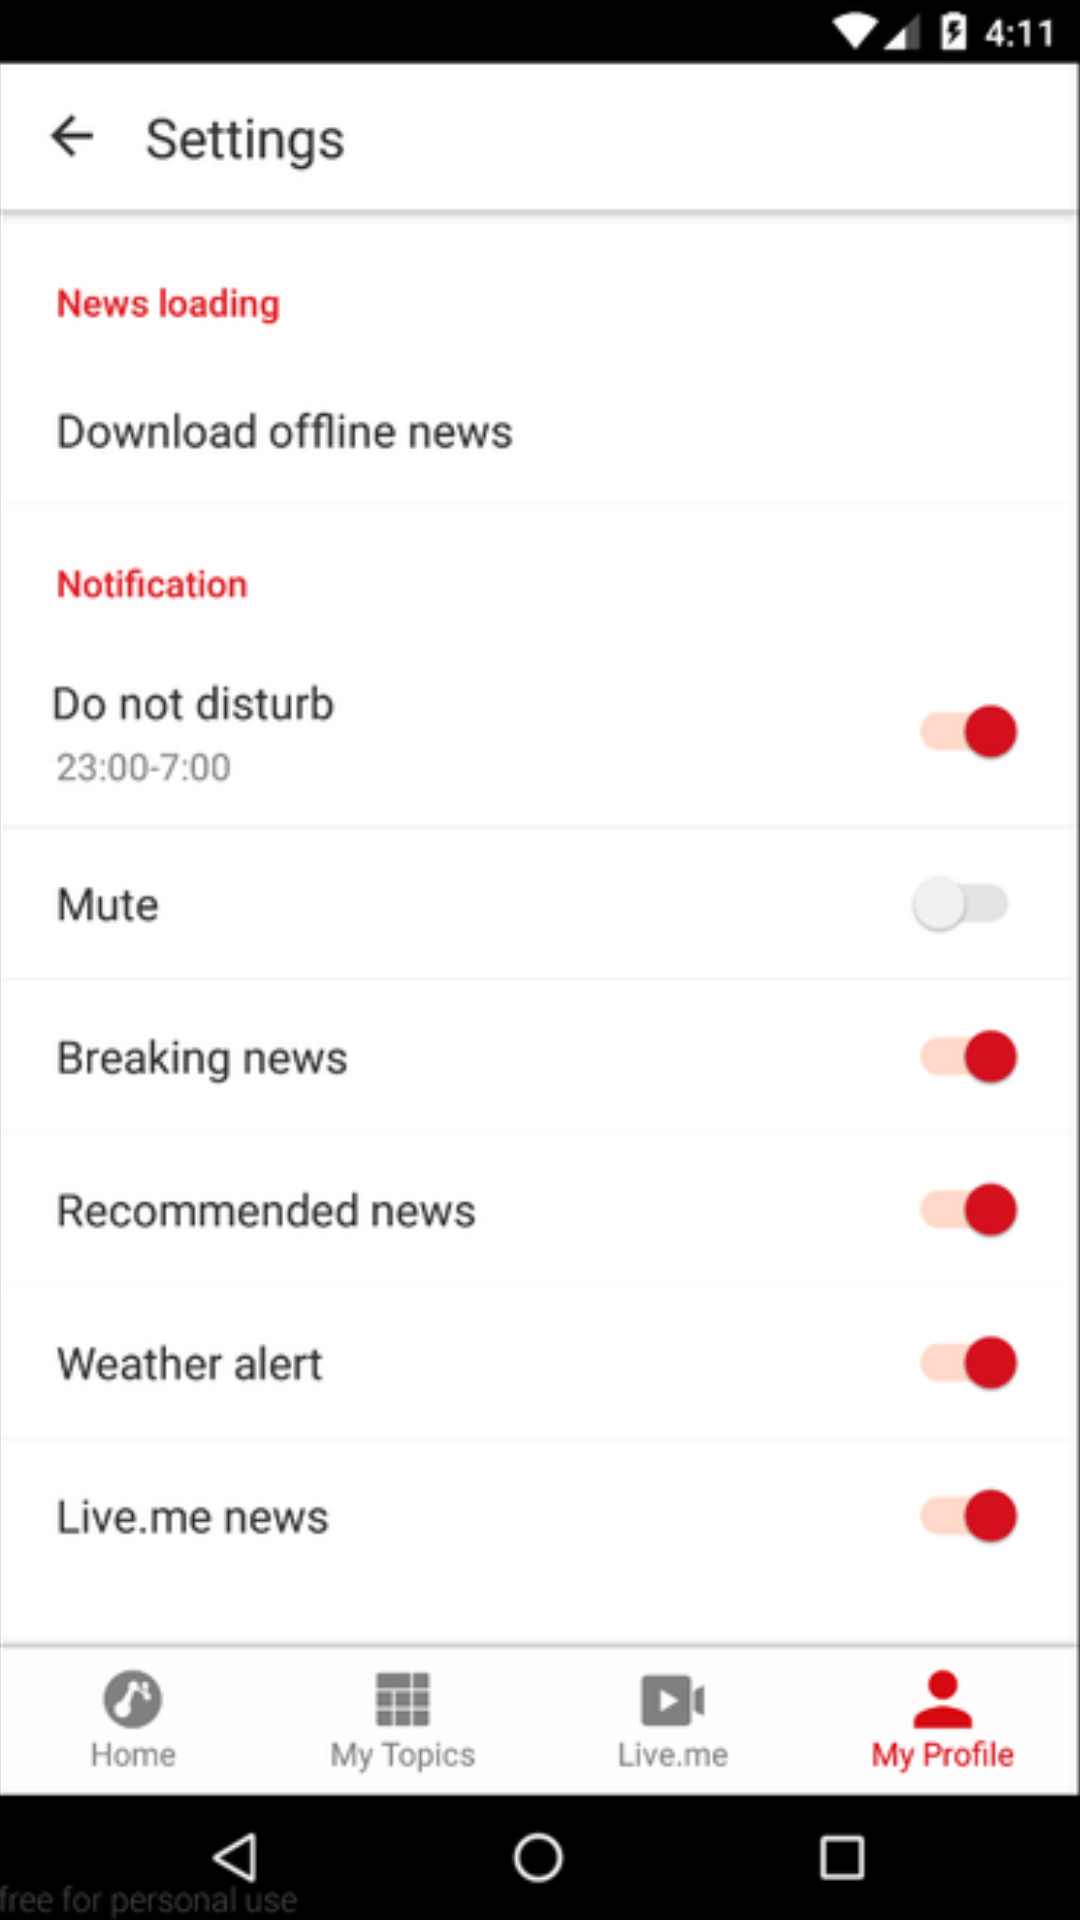 4:11
Settings
News loading
Download offline news
Notification
Do not disturb
23:00-7:00
Mute
Breaking news
Recommended news
Weather alert
Live.me news
Home
My Topics
Live.me
My Profile
free for personal use